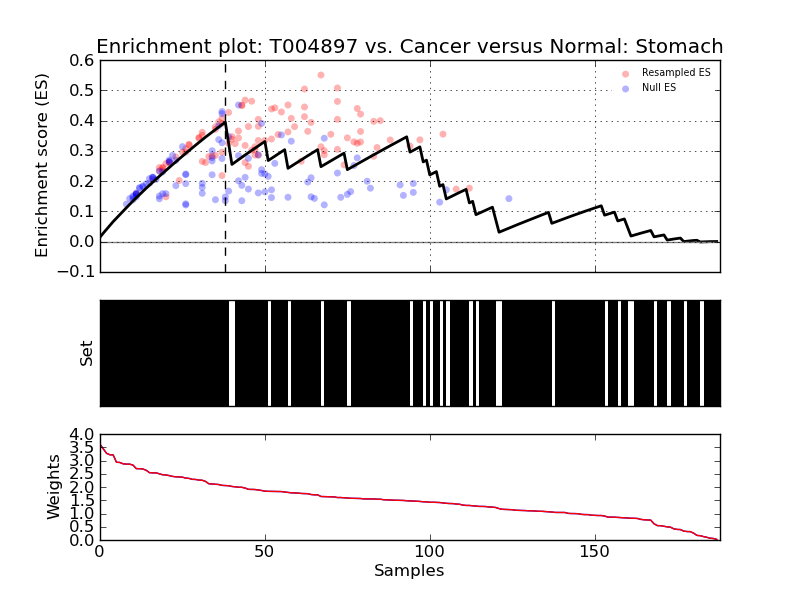 Enrichment plot: T004897 vs. Cancer versus Normal: Stomach
Enrichment score (ES)
0.6
0.5
0.4
0.3
0.2
0.1
0.0
−0.1
Resampled ES
Null ES
Set
Weights
4.0
3.5
3.0
2.5
2.0
1.5
1.0
0.5
0.0
0 50 100 150
Samples